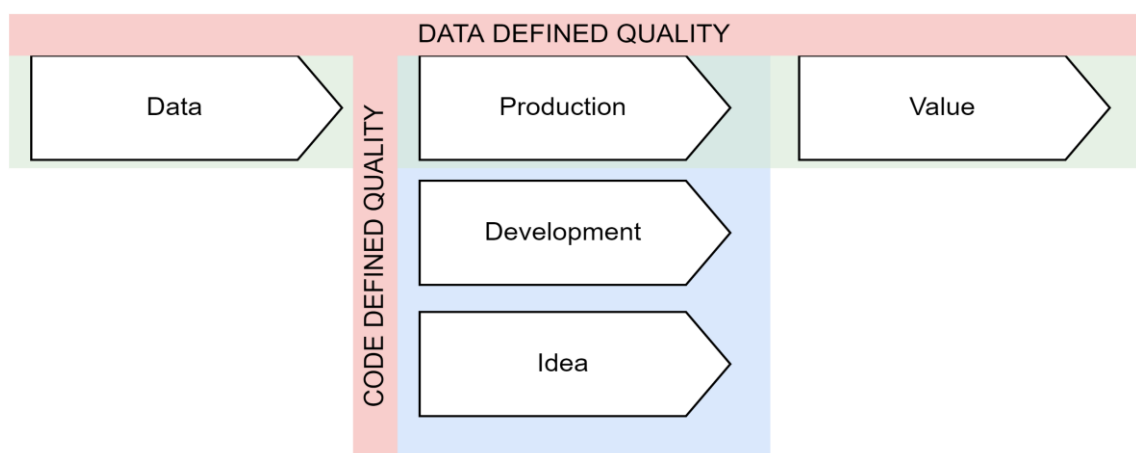 DATA DEFINED QUALITY
Data
Production
Value
CODE DEFINED QUALITY
Development
Idea